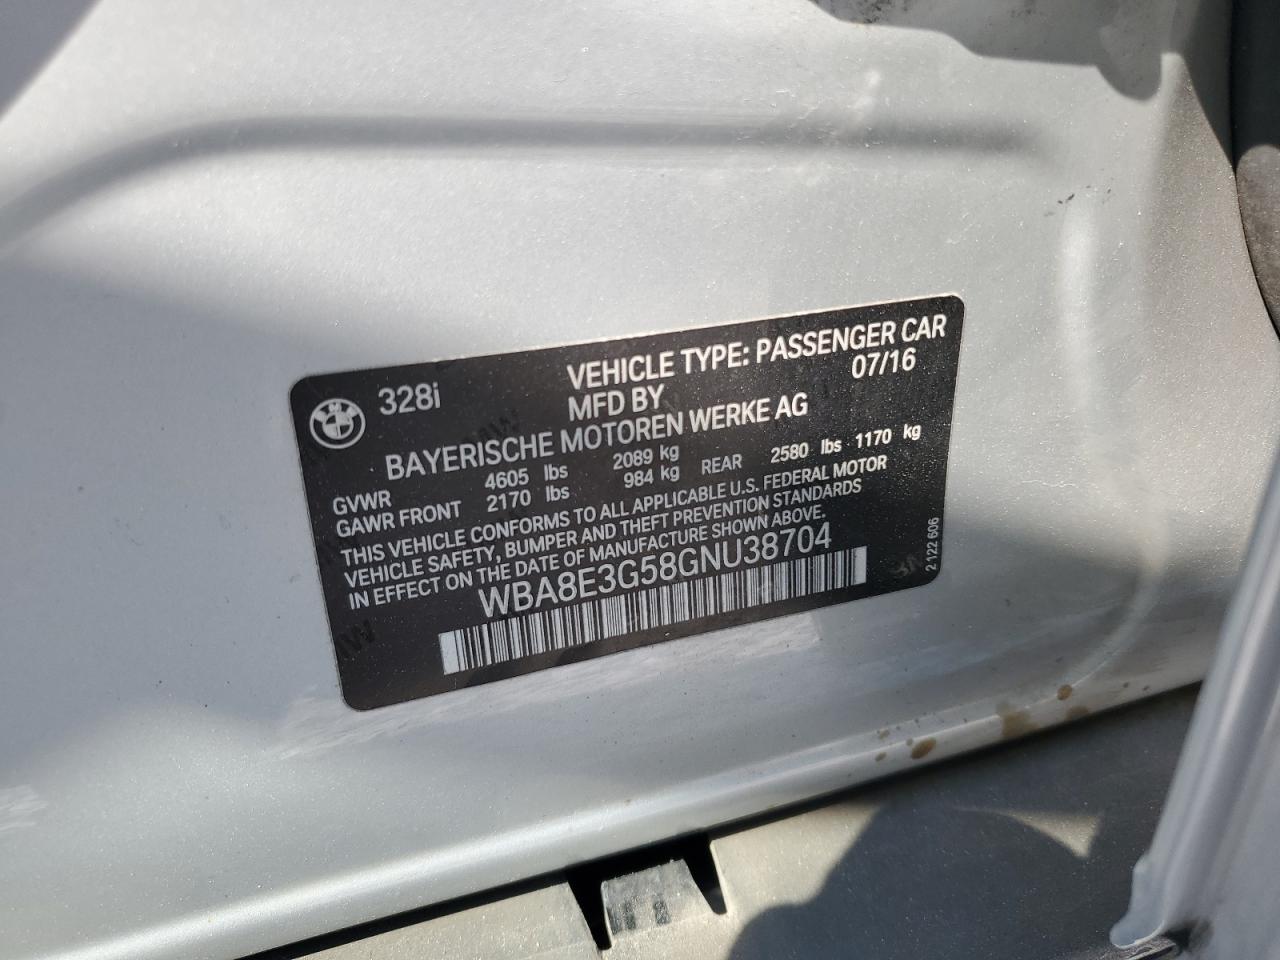 328i
VEHICLE TYPE: PASSENGER CAR
MFD BY 07/16
BAYERISCHE MOTOREN WERKE AG
GVWR 4605 lbs 2089 kg
GAWR FRONT 2170 lbs 984 kg REAR 2580 lbs 1170 kg
THIS VEHICLE CONFORMS TO ALL APPLICABLE U.S. FEDERAL MOTOR
VEHICLE SAFETY, BUMPER AND THEFT PREVENTION STANDARDS
IN EFFECT ON THE DATE OF MANUFACTURE SHOWN ABOVE.
WBA8E3G58GNU38704
2 122 606